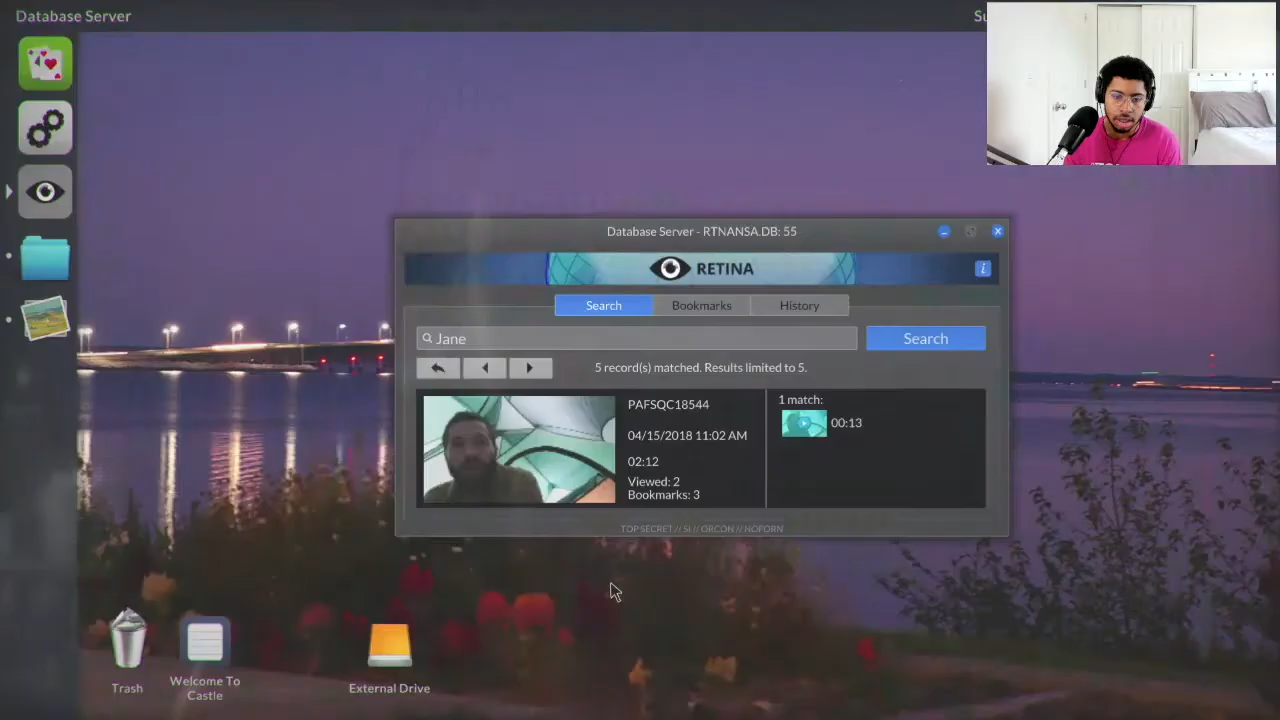 Database Server
Su
Database Server - RTNANSA.DB: 55
RETINA
i
Search
Bookmarks
History
Jane
Search
5 record(s) matched. Results limited to 5.
PAFSQC18544
04/15/2018 11:02 AM
02:12
Viewed: 2
Bookmarks: 3
1 match:
00:13
TOP SECRET // SI // ORCON // NOFORN
Trash
Welcome To
Castle
External Drive